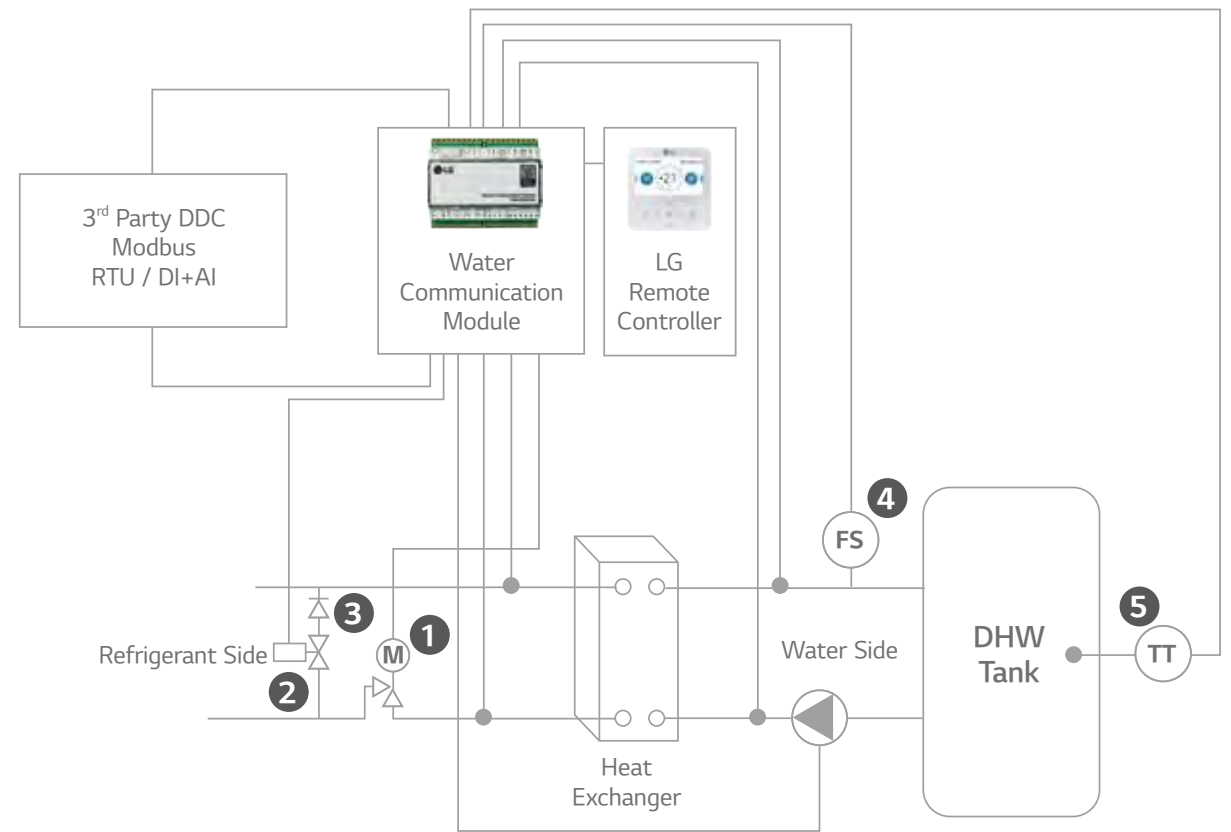 3rd Party DDC
Modbus
RTU / DI+AI
LG
Water
Communication
Module
LG
Remote
Controller
4
FS
3
1
Refrigerant Side
M
2
Water Side
DHW
Tank
5
TT
Heat
Exchanger